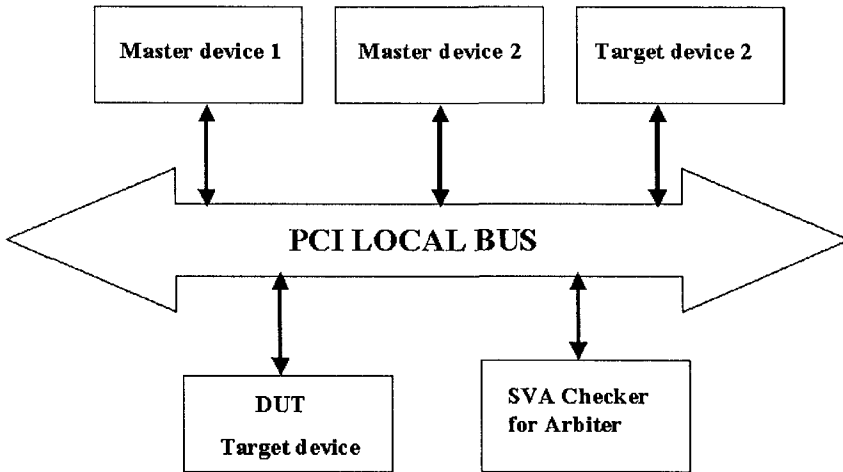 Master device 1
Master device 2
Target device 2
PCI LOCAL BUS
DUT
Target device
SVA Checker
for Arbiter